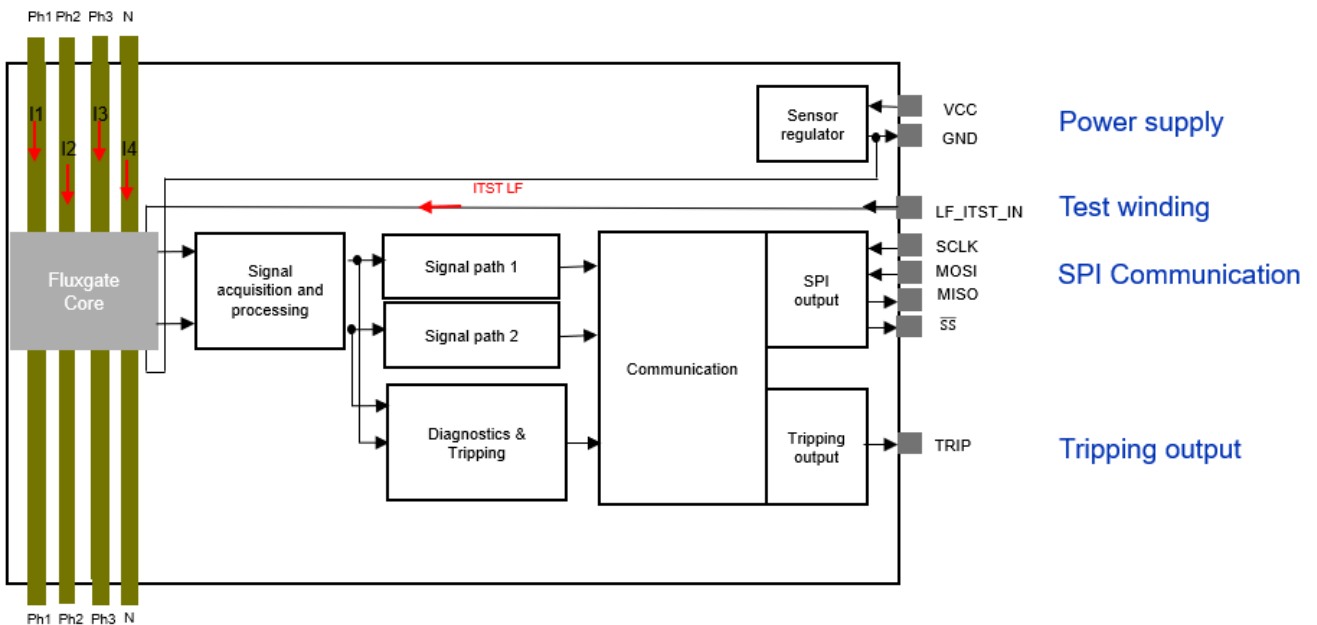 Ph1 Ph2 Ph3 N
I1
I3
I2
I4
Sensor
regulator
VCC
GND
Power supply
ITST LF
LF_ITST_IN
Test winding
Fluxgate
Core
Signal
acquisition and
processing
Signal path 1
Signal path 2
Diagnostics &
Tripping
Communication
SPI
output
SCLK
MOSI
MISO
S̅S̅
SPI Communication
Tripping
output
TRIP
Tripping output
Ph1 Ph2 Ph3 N